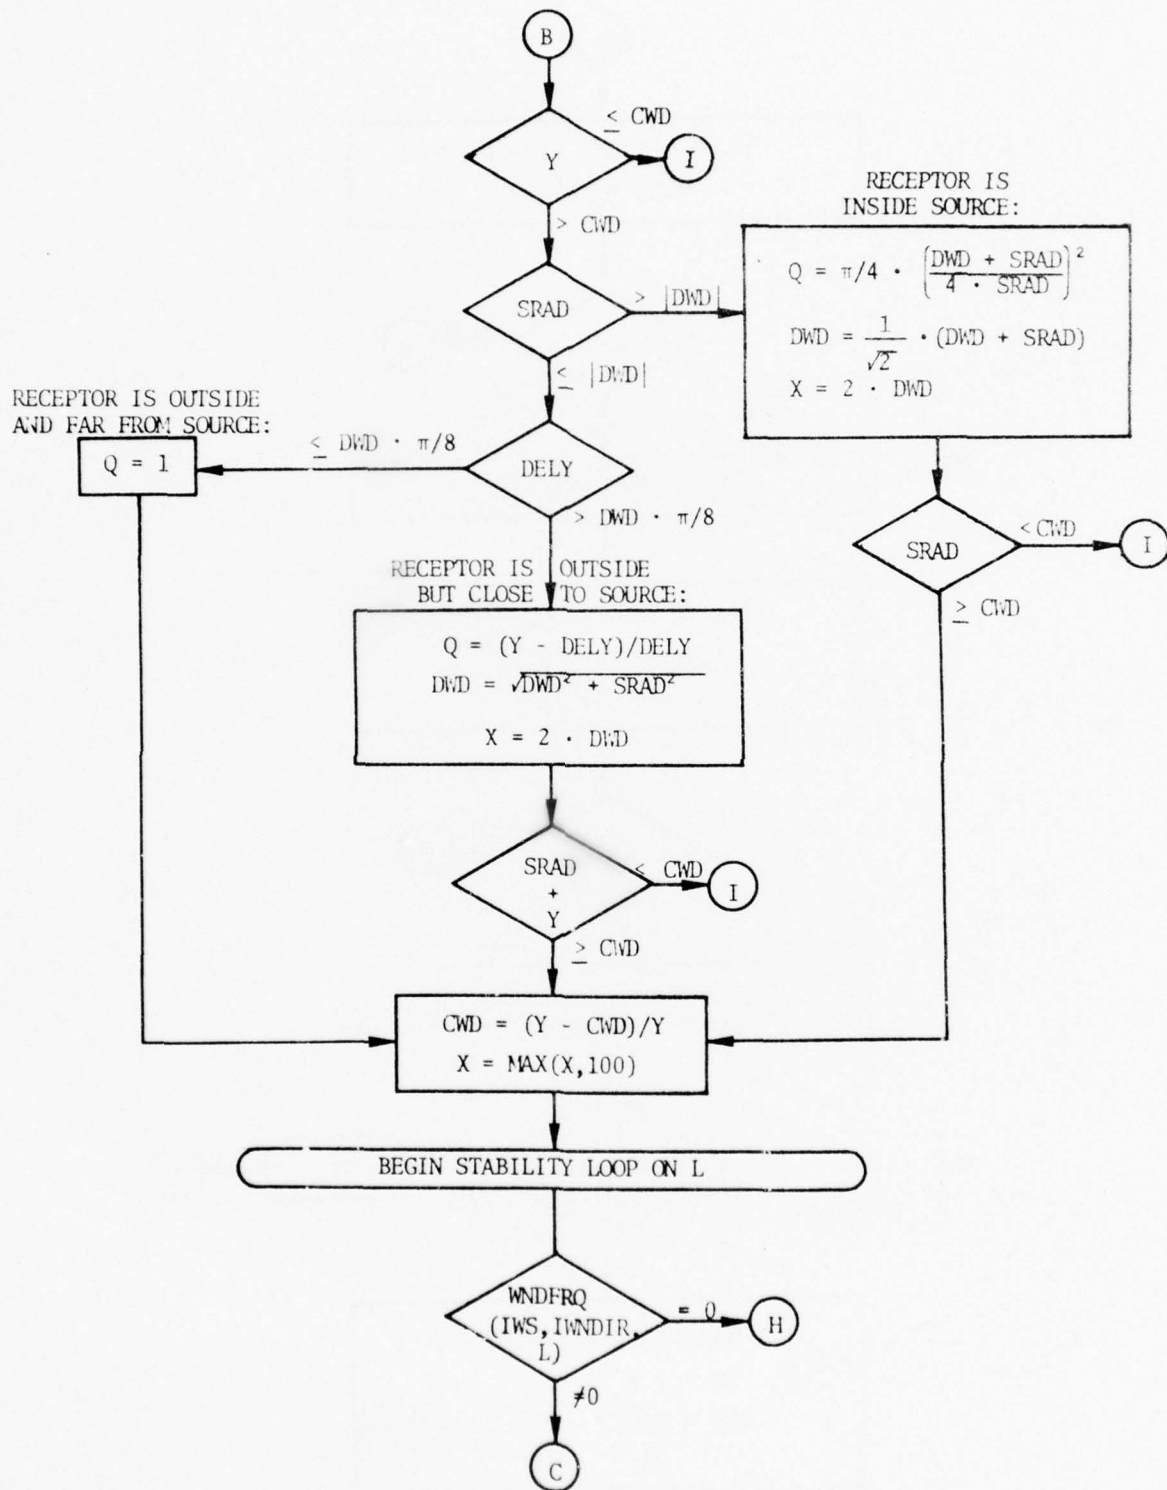 B
≤ CWD
Y
I
> CWD
RECEPTOR IS
INSIDE SOURCE:
Q = π/4 · ((DWD + SRAD)/(4 · SRAD))²
SRAD
> |DWD|
DWD = 1/√2 · (DWD + SRAD)
X = 2 · DWD
≤ |DWD|
RECEPTOR IS OUTSIDE
AND FAR FROM SOURCE:
Q = 1
≤ DWD · π/8
DELY
> DWD · π/8
SRAD
< CWD
I
≥ CWD
RECEPTOR IS OUTSIDE
BUT CLOSE TO SOURCE:
Q = (Y - DELY)/DELY
DWD = √DWD² + SRAD²
X = 2 · DWD
SRAD
+
Y
< CWD
I
≥ CWD
CWD = (Y - CWD)/Y
X = MAX(X,100)
BEGIN STABILITY LOOP ON L
WNDFRQ
(IWS,IWNDIR,
L)
= 0
H
≠0
C